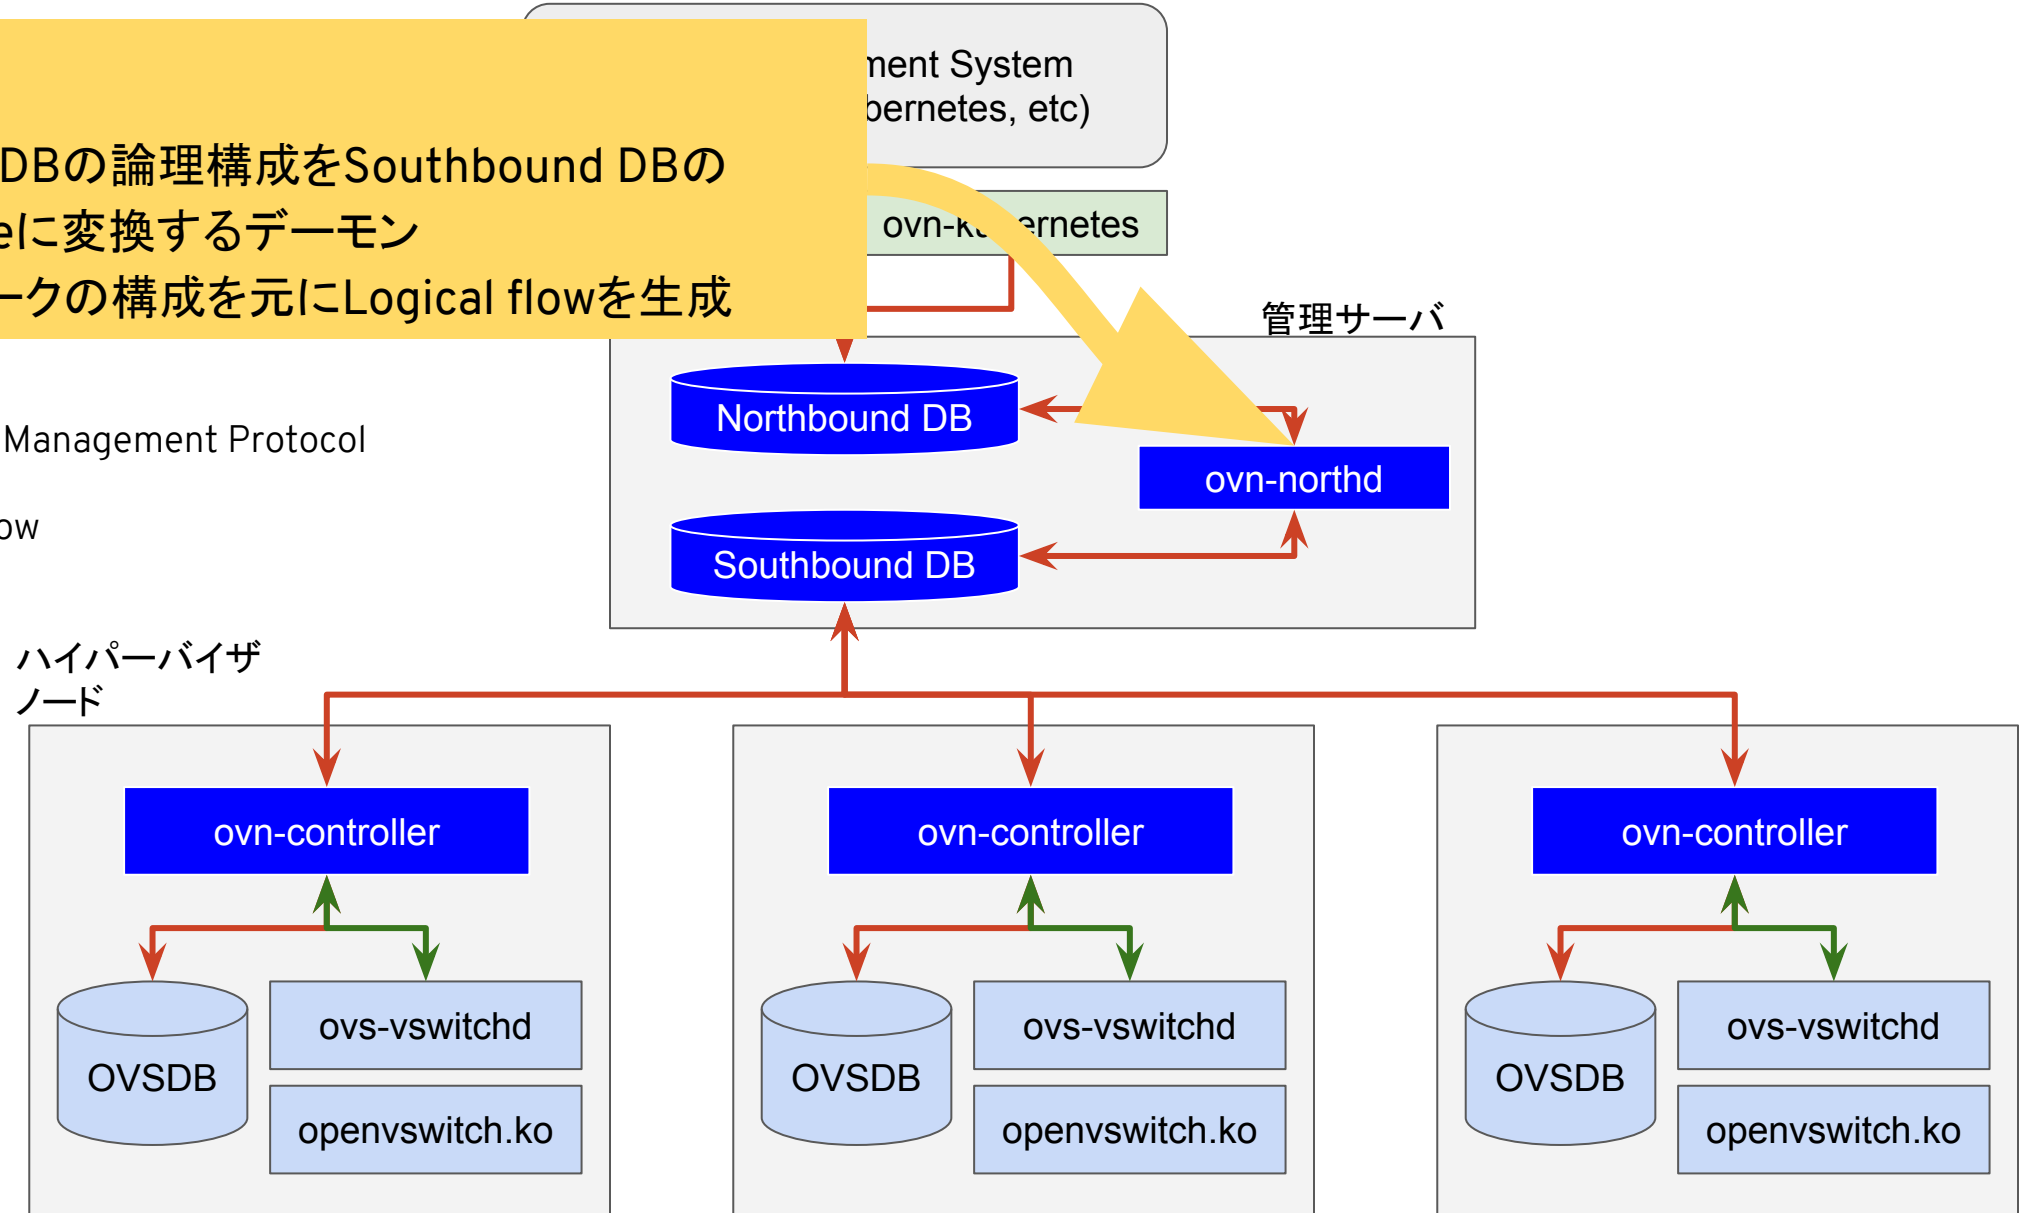 ment System
bernetes, etc)
DBの論理構成をSouthbound DBの
eに変換するデーモン
ークの構成を元にLogical flowを生成
ovn-kubernetes
管理サーバ
Northbound DB
Management Protocol
ovn-northd
ow
Southbound DB
ハイパーバイザ
ノード
ovn-controller
ovn-controller
ovn-controller
OVSDB
ovs-vswitchd
openvswitch.ko
OVSDB
ovs-vswitchd
openvswitch.ko
OVSDB
ovs-vswitchd
openvswitch.ko